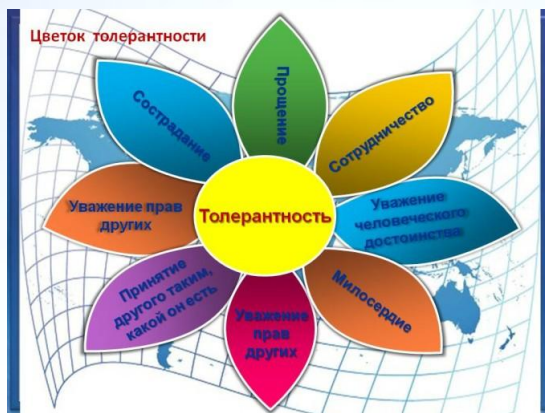 Цветок толерантности
Прощение
Сотрудничество
Уважение
человеческого
достоинства
Милосердие
Уважение
прав
других
Принятие
другого таким,
какой он есть
Уважение прав
других
Сострадание
Толерантность